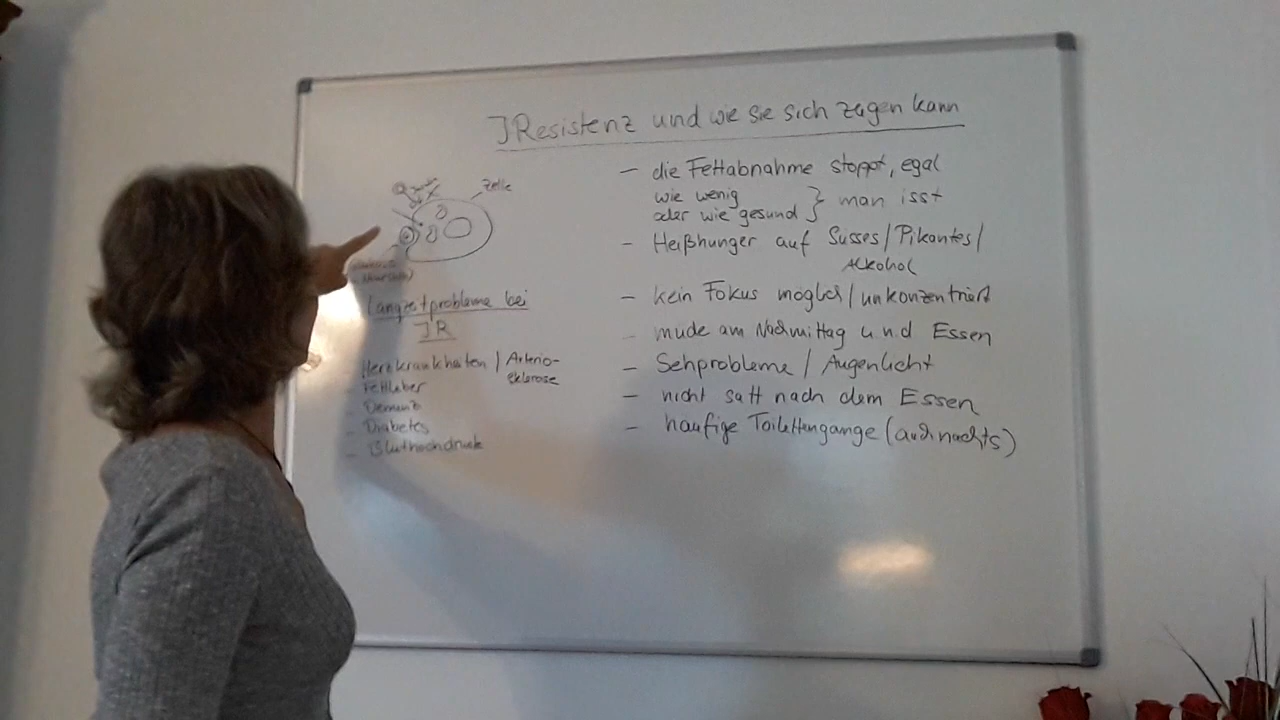 IResistenz und wie sie sich zeigen kann
Zelle
Langzeitprobleme bei
IR
Herzkrankheiten / Arterio-
sklerose
- Fettleber
- Demenz
- Diabetes
- Bluthochdruck
- die Fettabnahme stoppt, egal
wie wenig
oder wie gesund } man isst
- Heißhunger auf Süsses/Pikantes/
Alkohol
- kein Fokus möglich/unkonzentriert
- müde am Nachmittag und Essen
- Sehprobleme / Augenlicht
- nicht satt nach dem Essen
- häufige Toilettengänge (auch nachts)